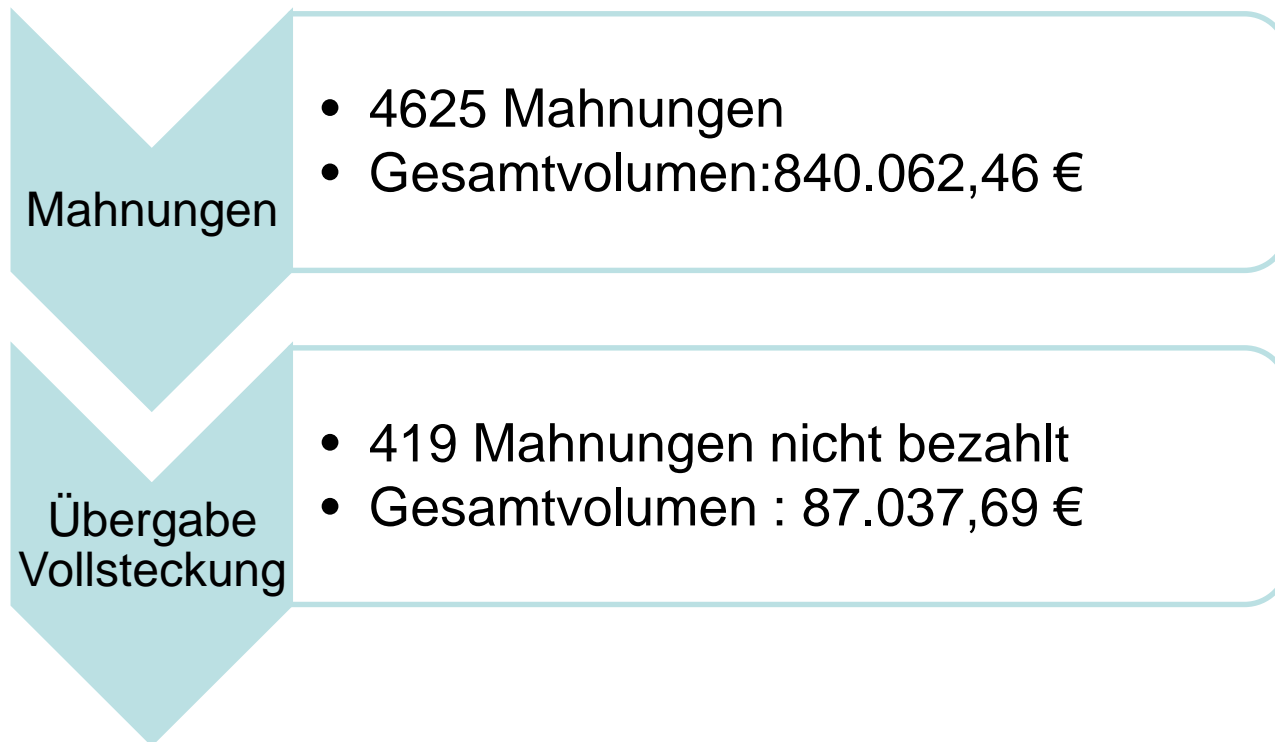 Mahnungen
• 4625 Mahnungen
• Gesamtvolumen:840.062,46 €
Übergabe
Vollsteckung
• 419 Mahnungen nicht bezahlt
• Gesamtvolumen : 87.037,69 €